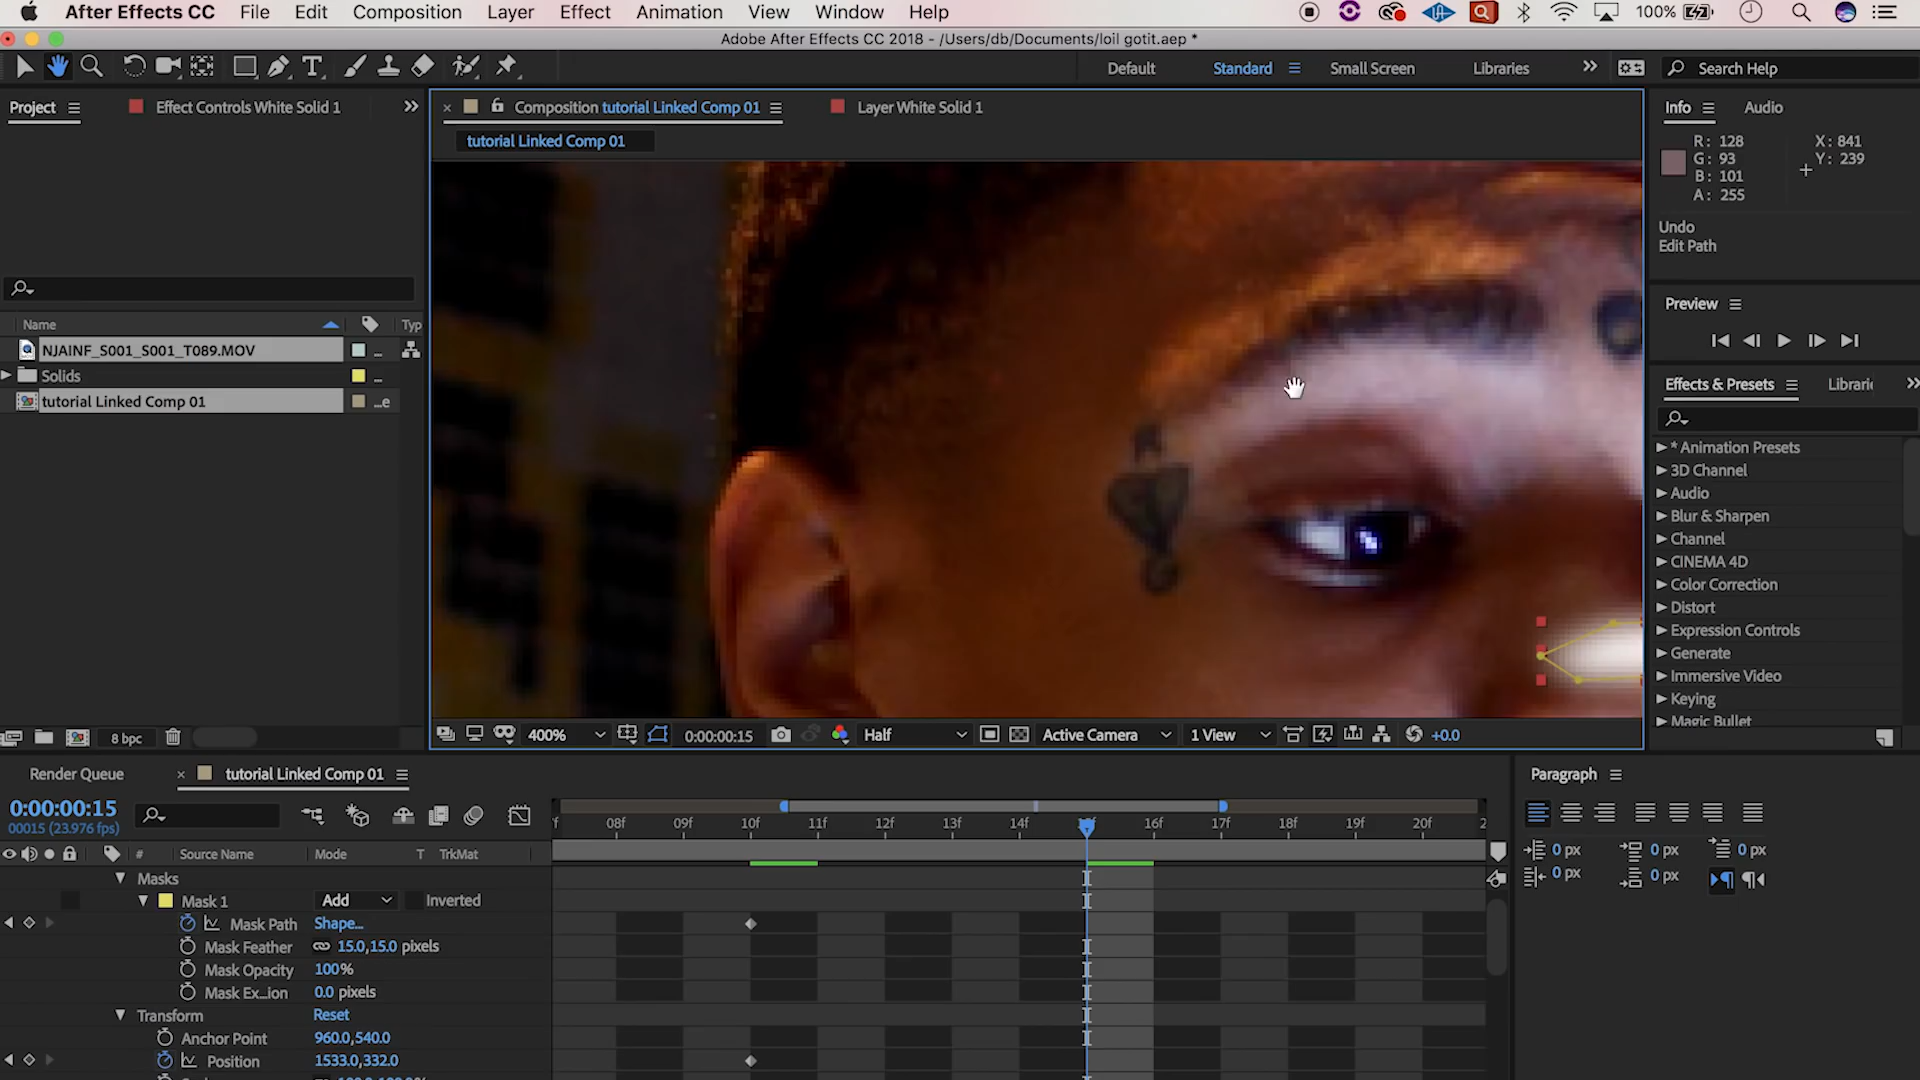 After Effects CC File Edit Composition Layer Effect Animation View Window Help 100%
Adobe After Effects CC 2018 - /Users/db/Documents/loil gotit.aep *
Default Standard Small Screen Libraries Search Help
Project Effect Controls White Solid 1 Composition tutorial Linked Comp 01 Layer White Solid 1 Info Audio
tutorial Linked Comp 01
R: 128 X: 841
G: 93 Y: 239
B: 101
A: 255
Undo
Edit Path
Preview
Name Typ
NJAINF_S001_S001_T089.MOV
Solids
tutorial Linked Comp 01 ...e
Effects & Presets Librari
* Animation Presets
3D Channel
Audio
Blur & Sharpen
Channel
CINEMA 4D
Color Correction
Distort
Expression Controls
Generate
Immersive Video
Keying
Magic Bullet
8 bpc 400% 0:00:00:15 Half Active Camera 1 View +0.0
Render Queue tutorial Linked Comp 01 Paragraph
0:00:00:15
00015 (23.976 fps)
f 08f 09f 10f 11f 12f 13f 14f 15f 16f 17f 18f 19f 20f 2
# Source Name Mode T TrkMat
0 px 0 px 0 px
0 px 0 px
Masks
Mask 1 Add Inverted
Mask Path Shape...
Mask Feather 15.0,15.0 pixels
Mask Opacity 100%
Mask Ex...ion 0.0 pixels
Transform Reset
Anchor Point 960.0,540.0
Position 1533.0,332.0